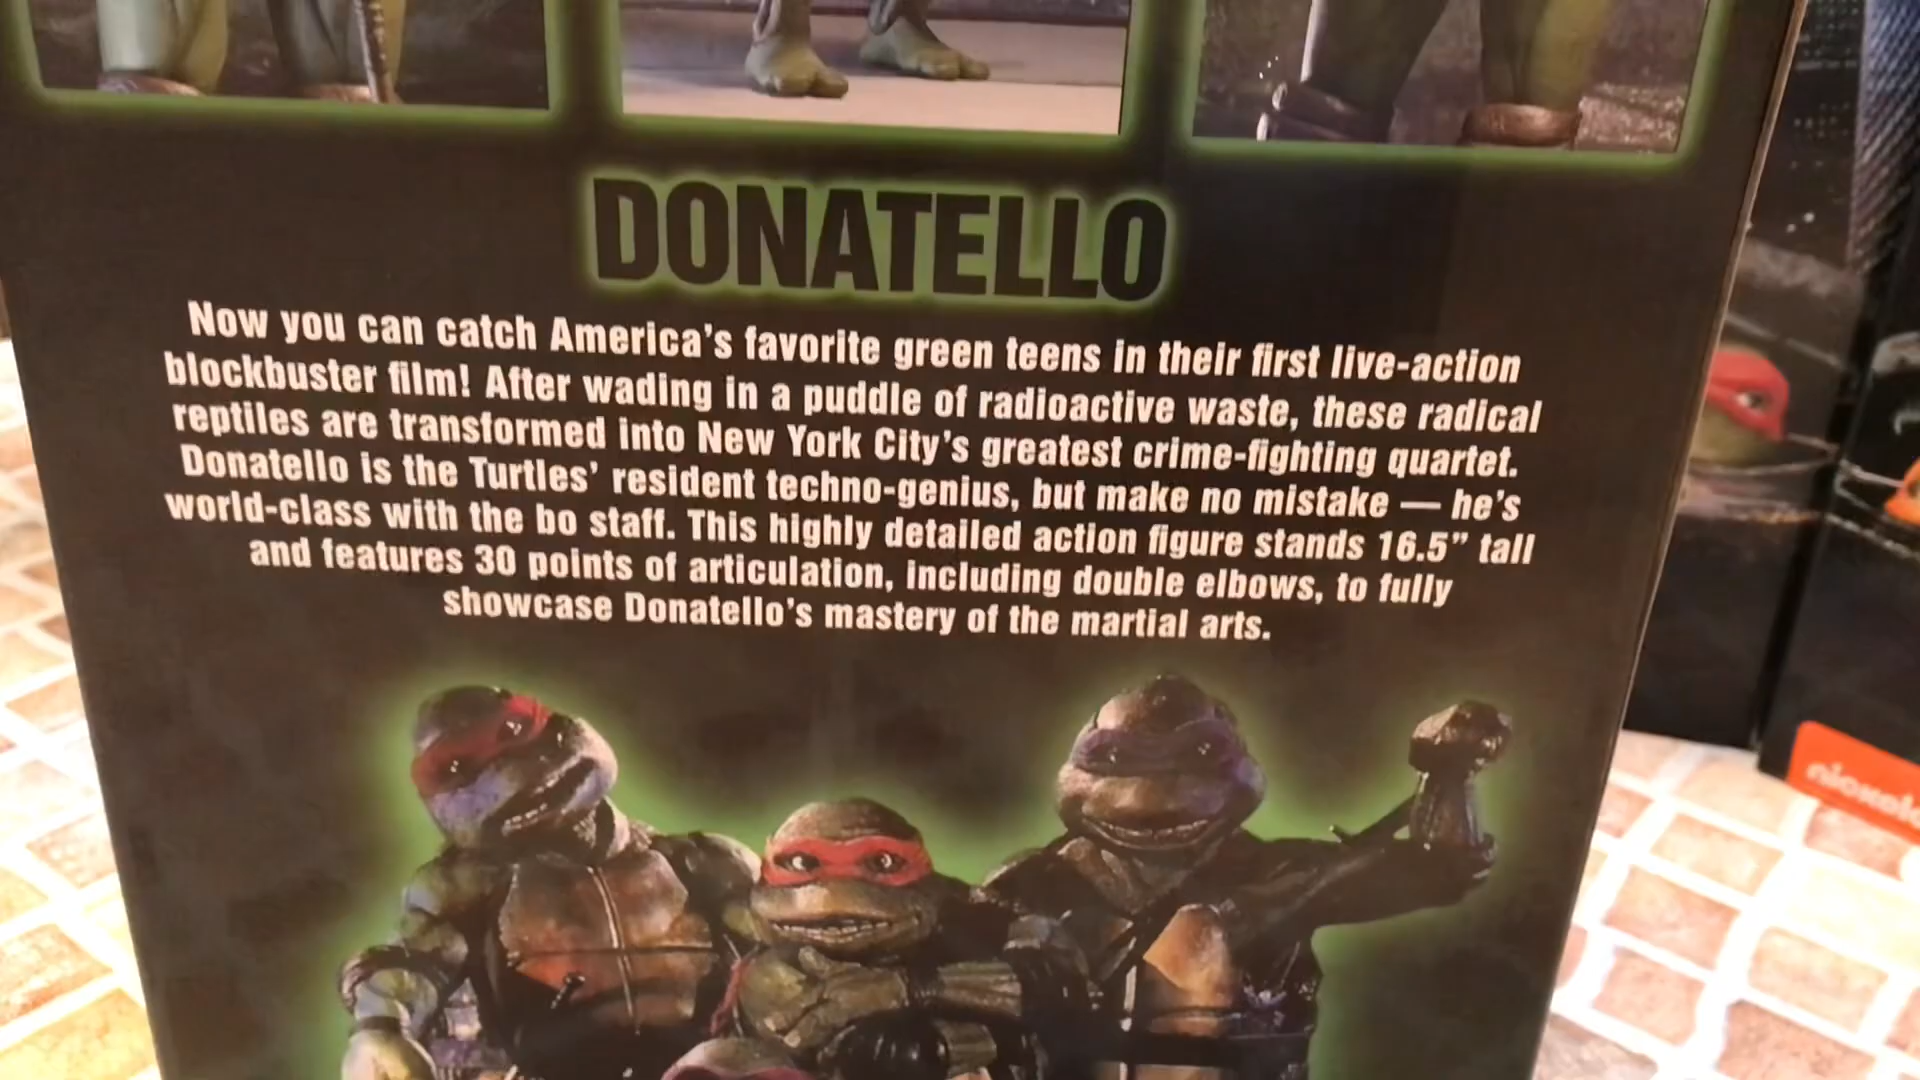 DONATELLO
Now you can catch America's favorite green teens in their first live-action
blockbuster film! After wading in a puddle of radioactive waste, these radical
reptiles are transformed into New York City's greatest crime-fighting quartet.
Donatello is the Turtles' resident techno-genius, but make no mistake — he's
world-class with the bo staff. This highly detailed action figure stands 16.5” tall
and features 30 points of articulation, including double elbows, to fully
showcase Donatello's mastery of the martial arts.